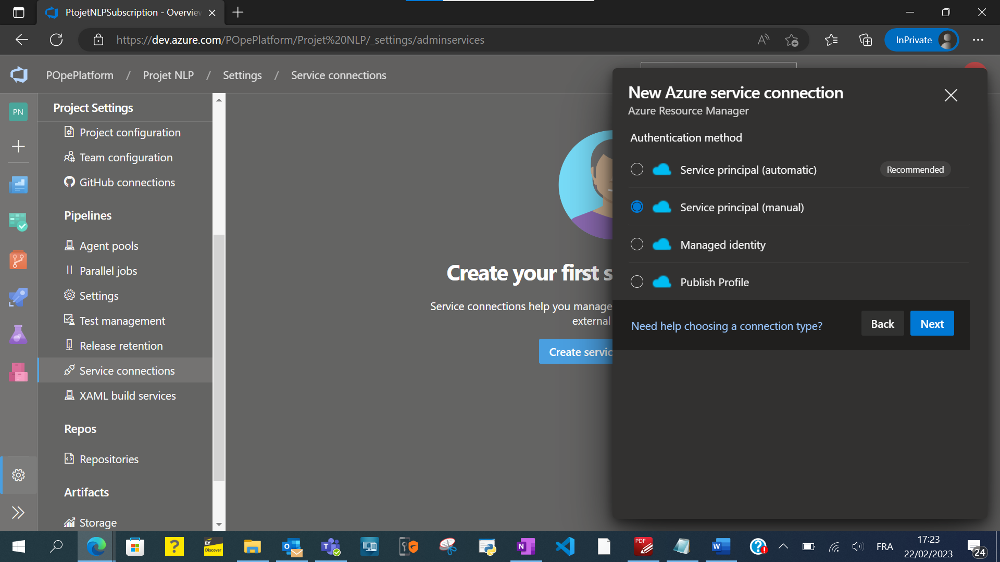 PtojetNLPSubscription - Overview
https://dev.azure.com/POpePlatform/Projet%20NLP/_settings/adminservices
InPrivate
POpePlatform / Projet NLP / Settings / Service connections
PN
Project Settings
Project configuration
Team configuration
GitHub connections
Pipelines
Agent pools
Parallel jobs
Settings
Test management
Release retention
Service connections
XAML build services
Repos
Repositories
Artifacts
Storage
Create your first s
Service connections help you manage
external
Create servic
New Azure service connection
Azure Resource Manager
Authentication method
Service principal (automatic)
Recommended
Service principal (manual)
Managed identity
Publish Profile
Need help choosing a connection type?
Back
Next
EY
Discover
PDF
FRA
17:23
22/02/2023
24